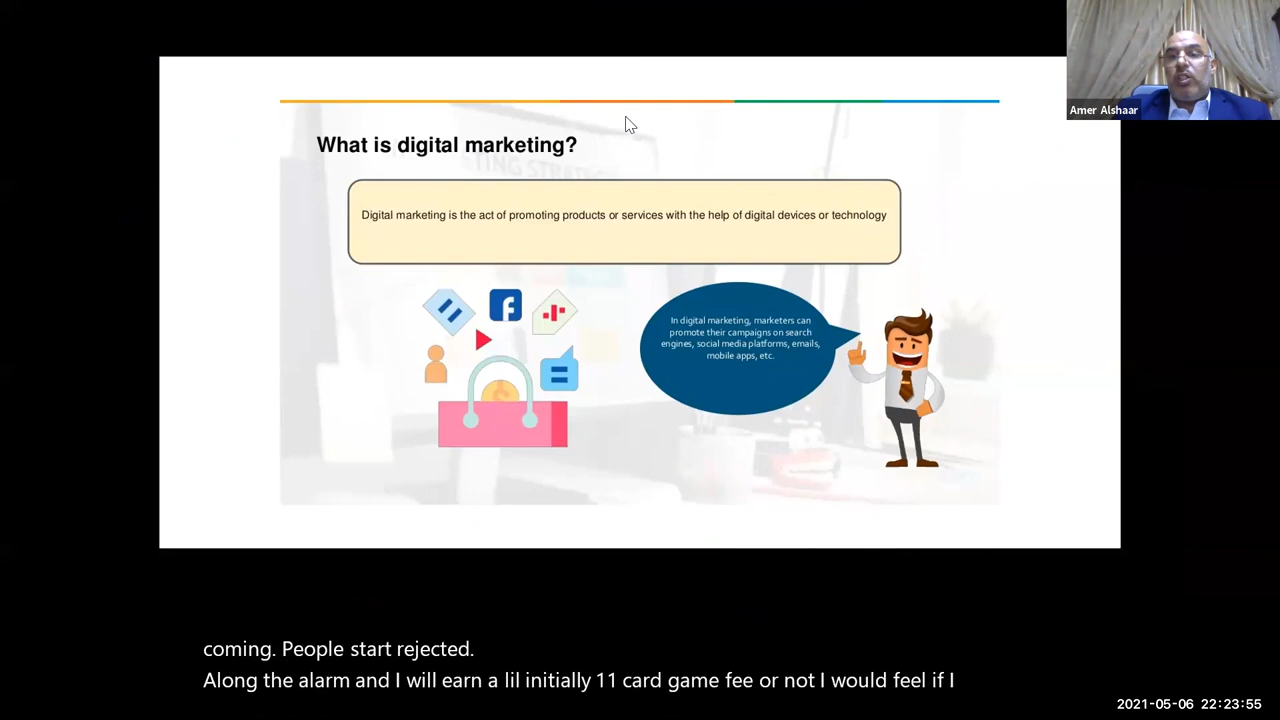 Amer Alshaar
What is digital marketing?
Digital marketing is the act of promoting products or services with the help of digital devices or technology
In digital marketing, marketers can
promote their campaigns on search
engines, social media platforms, emails,
mobile apps, etc.
coming. People start rejected.
Along the alarm and I will earn a lil initially 11 card game fee or not I would feel if I
2021-05-06 22:23:55